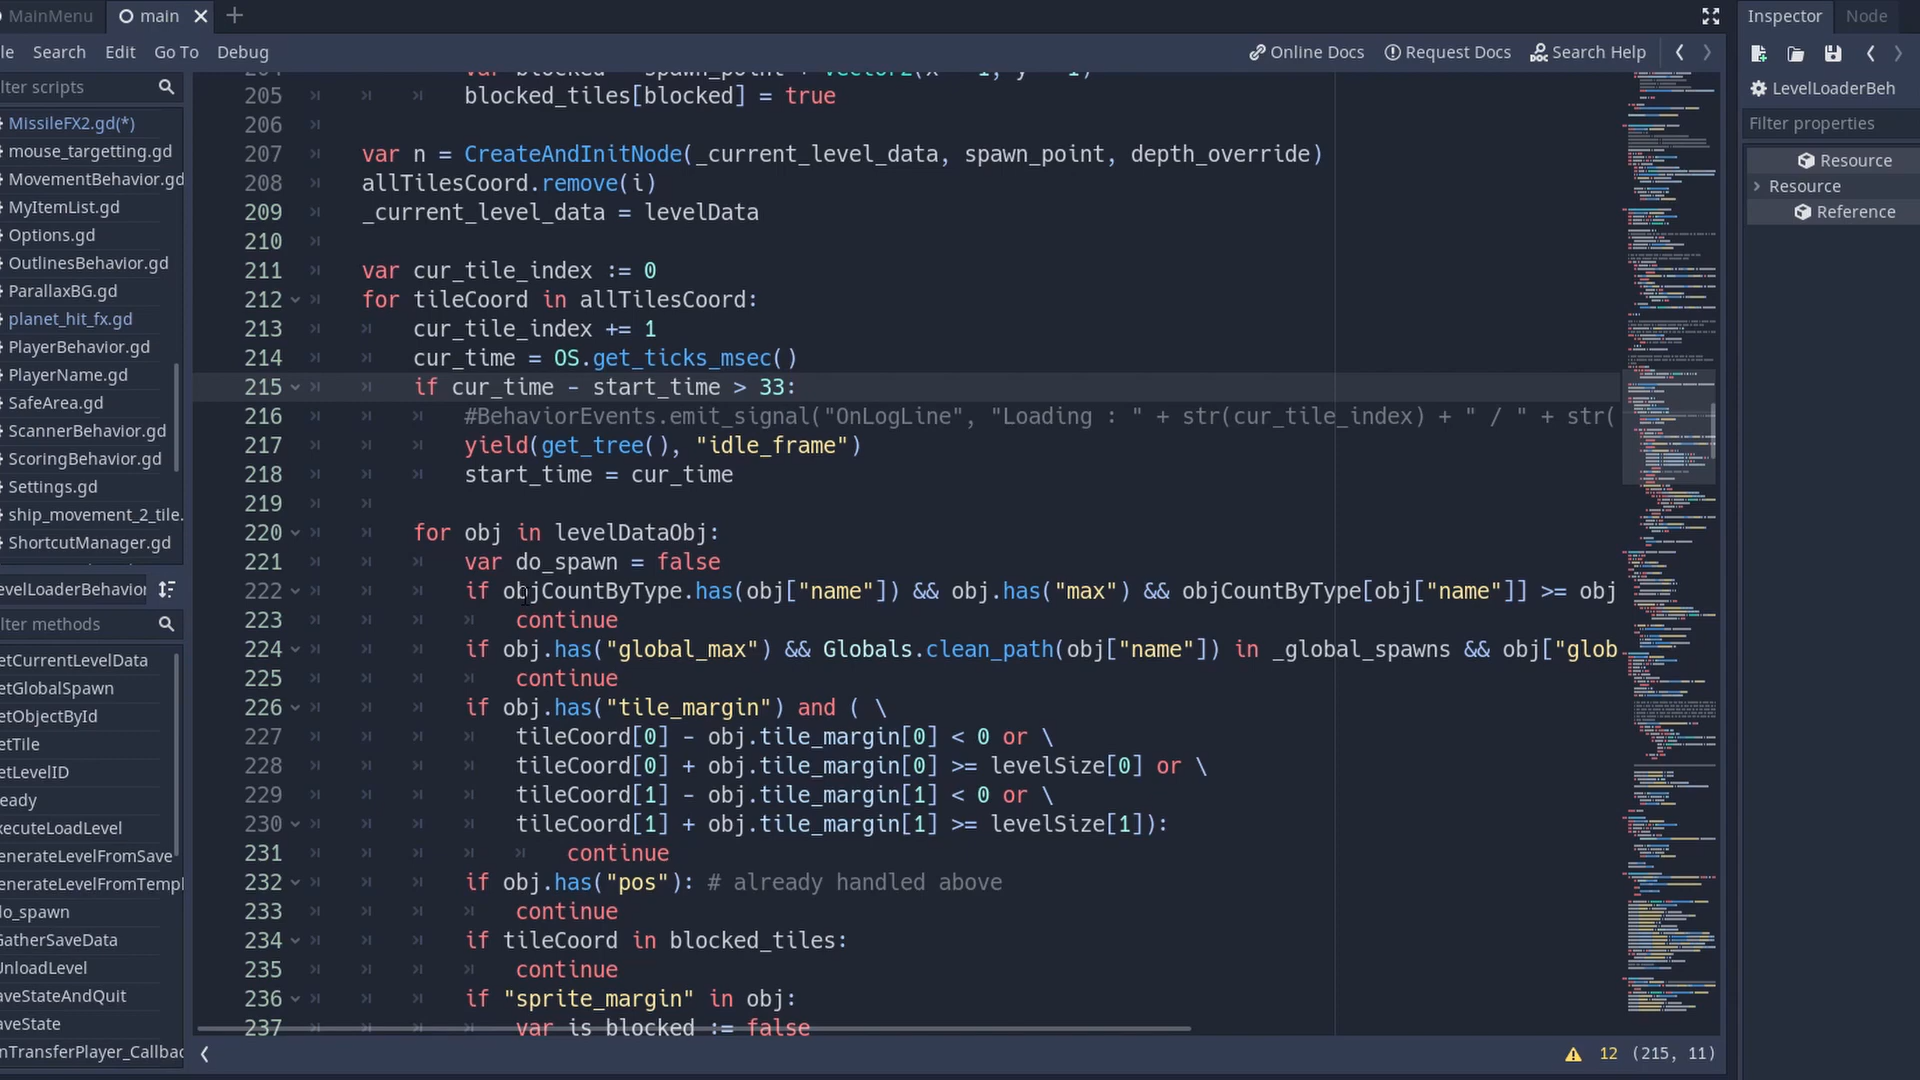 MainMenu
main
Inspector
Node
le
Search
Edit
Go To
Debug
Online Docs
Request Docs
Search Help
lter scripts
MissileFX2.gd(*)
mouse_targetting.gd
MovementBehavior.gd
MyItemList.gd
Options.gd
OutlinesBehavior.gd
ParallaxBG.gd
planet_hit_fx.gd
PlayerBehavior.gd
PlayerName.gd
SafeArea.gd
ScannerBehavior.gd
ScoringBehavior.gd
Settings.gd
ship_movement_2_tile.
ShortcutManager.gd
evelLoaderBehavior
lter methods
etCurrentLevelData
etGlobalSpawn
etObjectById
etTile
etLevelID
eady
xecuteLoadLevel
enerateLevelFromSave
enerateLevelFromTempl
do_spawn
GatherSaveData
UnloadLevel
aveStateAndQuit
aveState
nTransferPlayer_Callbac
205 blocked_tiles[blocked] = true
206
207 var n = CreateAndInitNode(_current_level_data, spawn_point, depth_override)
208 allTilesCoord.remove(i)
209 _current_level_data = levelData
210
211 var cur_tile_index := 0
212 for tileCoord in allTilesCoord:
213 cur_tile_index += 1
214 cur_time = OS.get_ticks_msec()
215 if cur_time - start_time > 33:
216 #BehaviorEvents.emit_signal("OnLogLine", "Loading : " + str(cur_tile_index) + " / " + str(
217 yield(get_tree(), "idle_frame")
218 start_time = cur_time
219
220 for obj in levelDataObj:
221 var do_spawn = false
222 if objCountByType.has(obj["name"]) && obj.has("max") && objCountByType[obj["name"]] >= obj
223 continue
224 if obj.has("global_max") && Globals.clean_path(obj["name"]) in _global_spawns && obj["glob
225 continue
226 if obj.has("tile_margin") and ( \
227 tileCoord[0] - obj.tile_margin[0] < 0 or \
228 tileCoord[0] + obj.tile_margin[0] >= levelSize[0] or \
229 tileCoord[1] - obj.tile_margin[1] < 0 or \
230 tileCoord[1] + obj.tile_margin[1] >= levelSize[1]):
231 continue
232 if obj.has("pos"): # already handled above
233 continue
234 if tileCoord in blocked_tiles:
235 continue
236 if "sprite_margin" in obj:
237 var is blocked := false
12 (215, 11)
LevelLoaderBeh
Filter properties
Resource
Resource
Reference